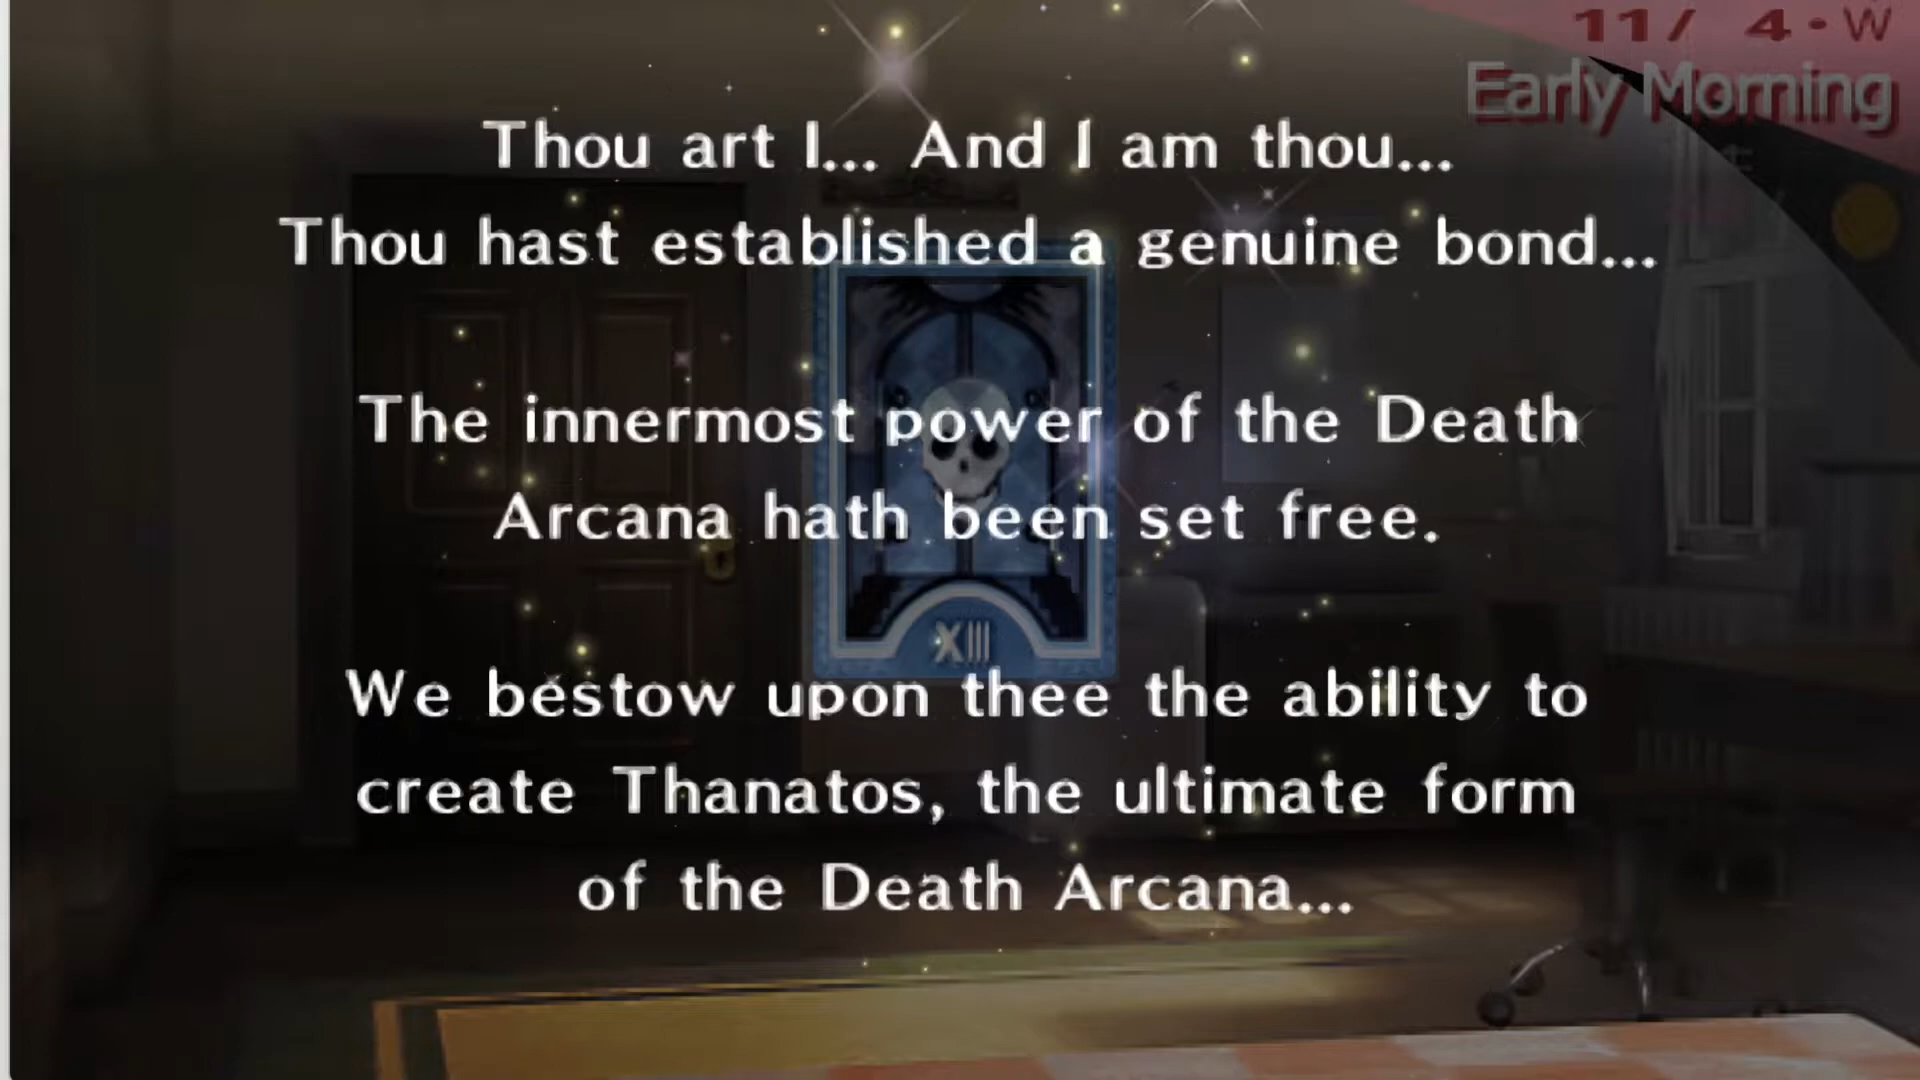 11/ 4・W
Early Morning
Thou art I... And I am thou...
Thou hast established a genuine bond...
The innermost power of the Death
Arcana hath been set free.
XIII
We bestow upon thee the ability to
create Thanatos, the ultimate form
of the Death Arcana...